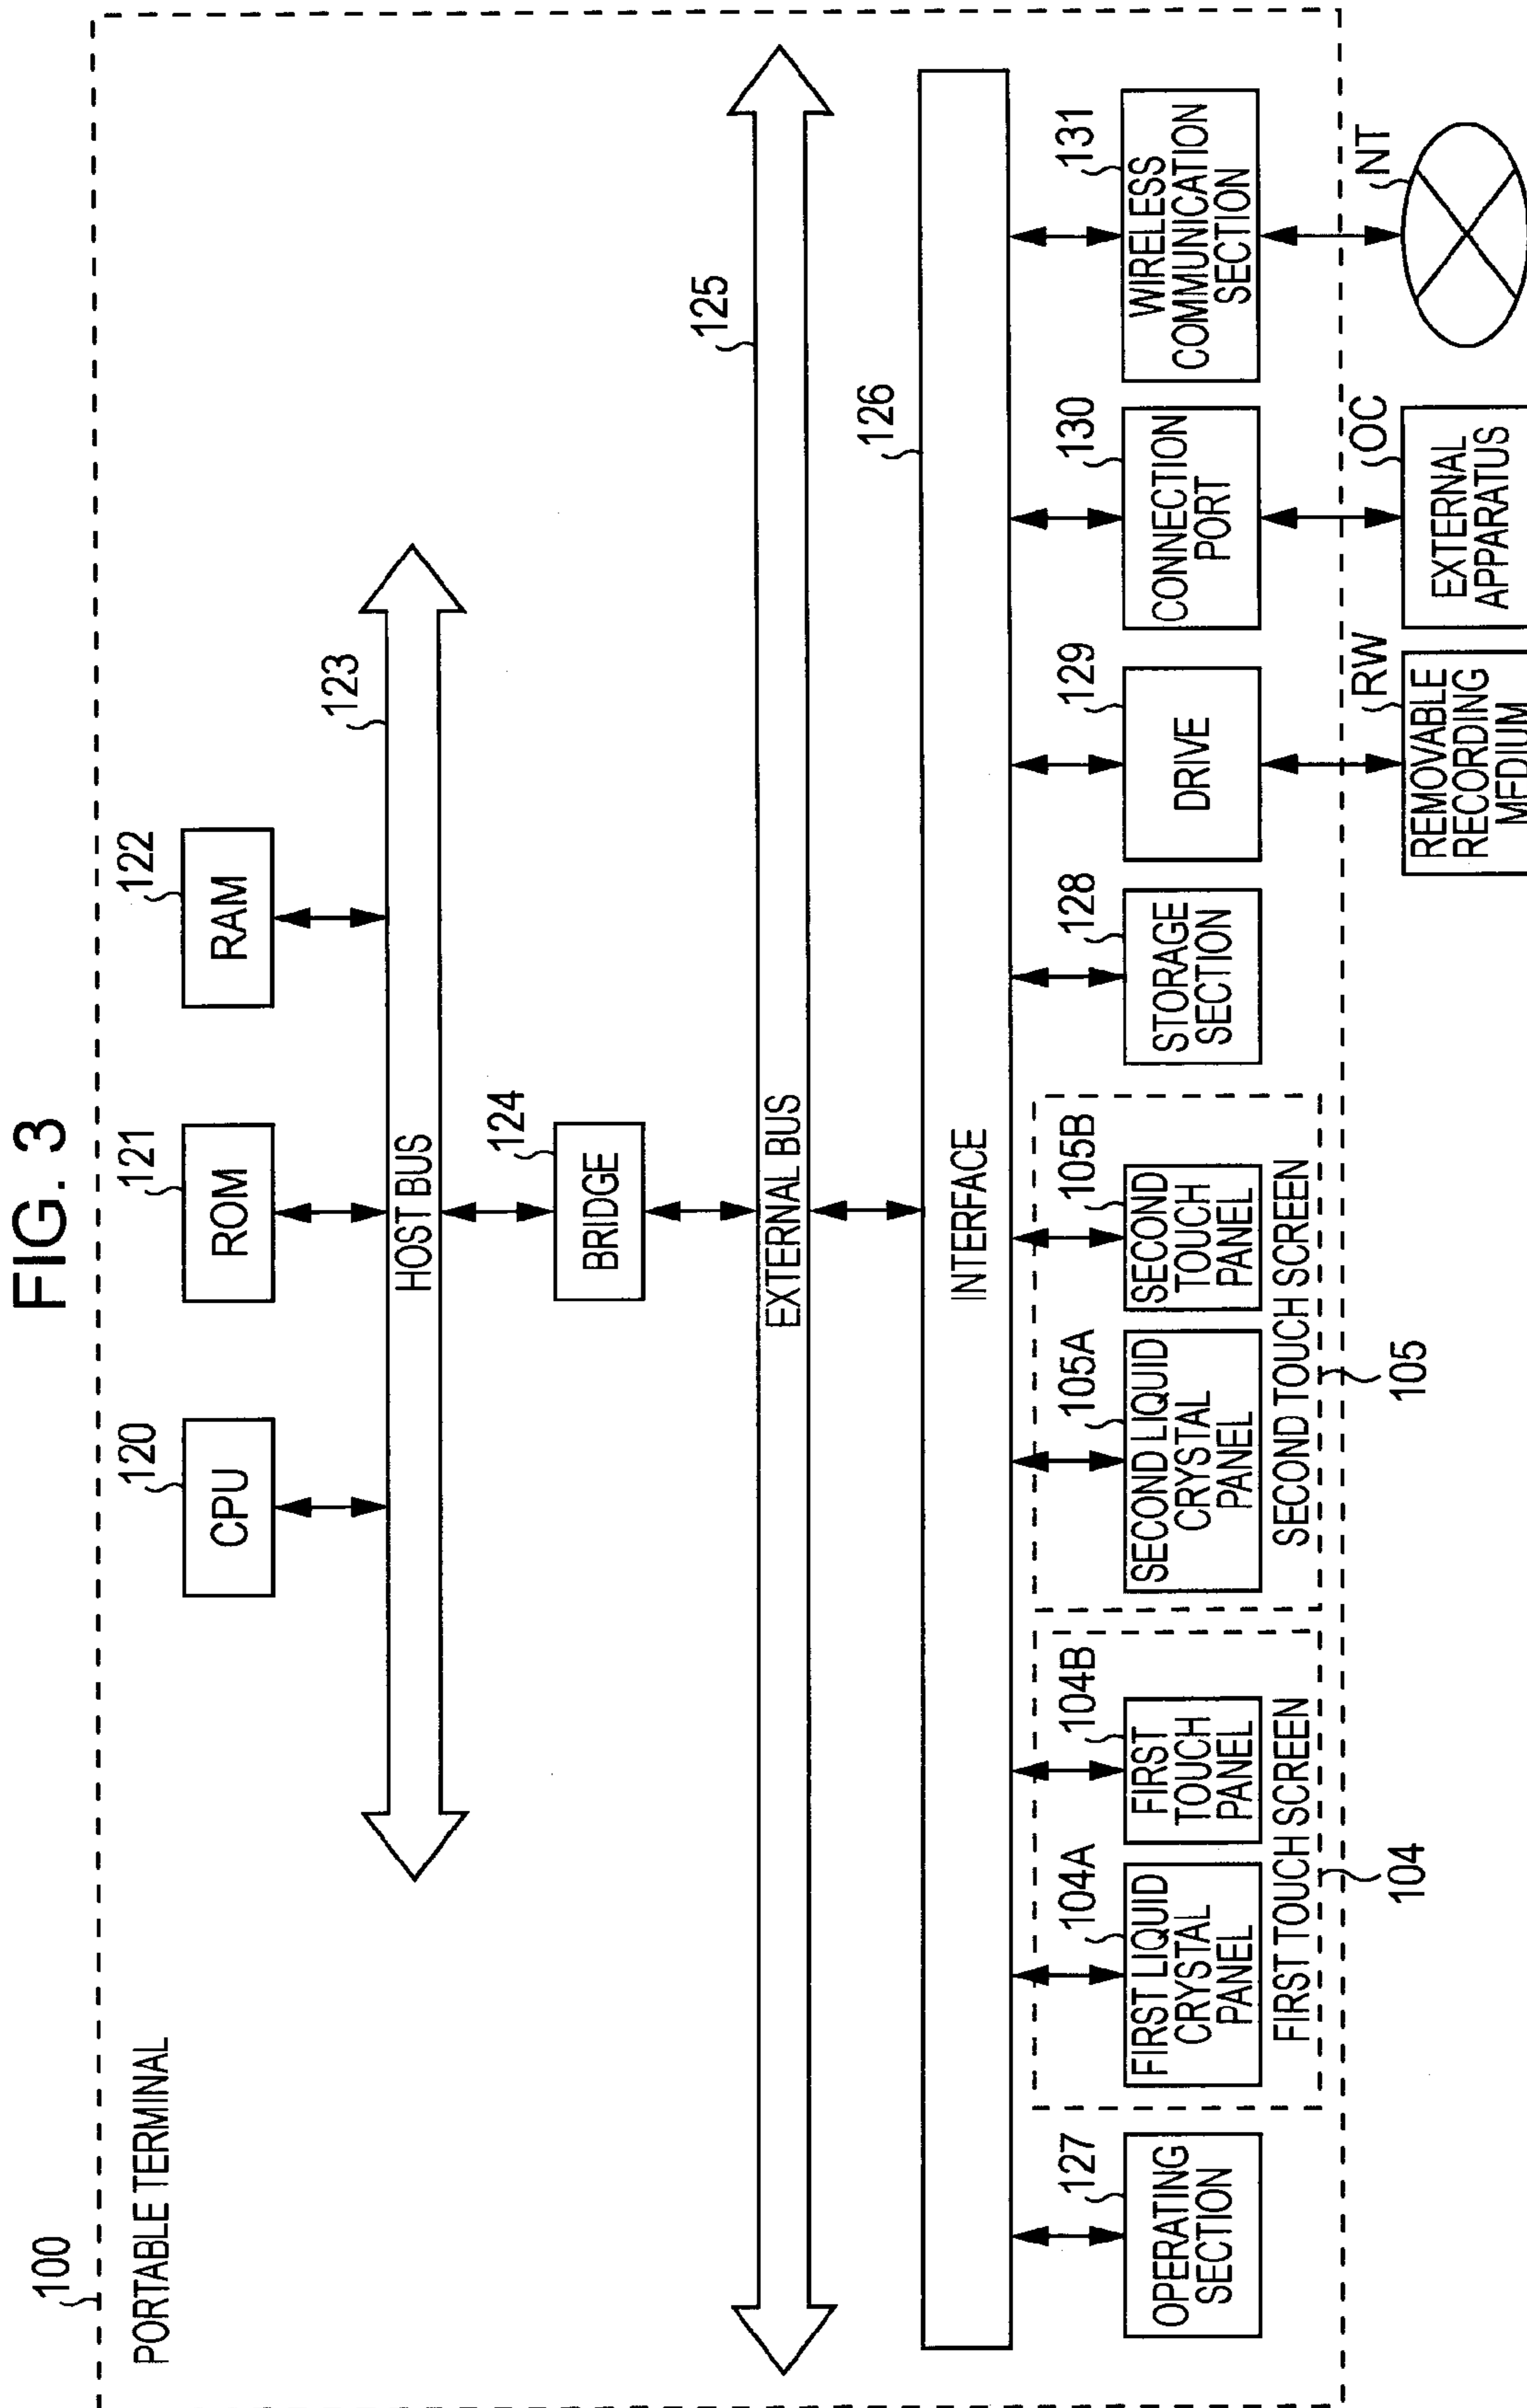 FIG. 3
100
PORTABLE TERMINAL
120
CPU
121
ROM
122
RAM
123
HOST BUS
124
BRIDGE
125
EXTERNAL BUS
126
INTERFACE
127
OPERATING
SECTION
104A
FIRST LIQUID
CRYSTAL
PANEL
104B
FIRST
TOUCH
PANEL
FIRST TOUCH SCREEN
104
105A
SECOND LIQUID
CRYSTAL
PANEL
105B
SECOND
TOUCH
PANEL
SECOND TOUCH SCREEN
105
128
STORAGE
SECTION
129
DRIVE
130
CONNECTION
PORT
131
WIRELESS
COMMUNICATION
SECTION
RW
REMOVABLE
RECORDING
MEDIUM
OC
EXTERNAL
APPARATUS
NT